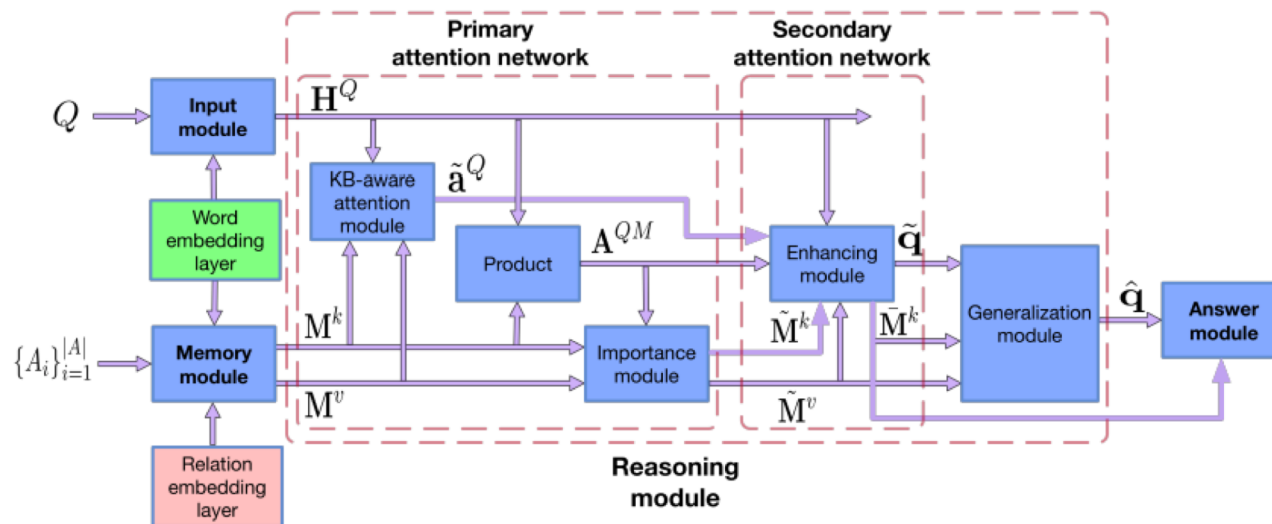 Primary
attention network
Secondary
attention network
Q
Input
module
H^Q
KB-aware
attention
module
ã^Q
Word
embedding
layer
Product
A^{QM}
Enhancing
module
q̃
Generalization
module
q̂
Answer
module
{A_i}_{i=1}^{|A|}
Memory
module
M^k
M^v
Importance
module
M̃^k
M̄^k
M̃^v
Relation
embedding
layer
Reasoning
module